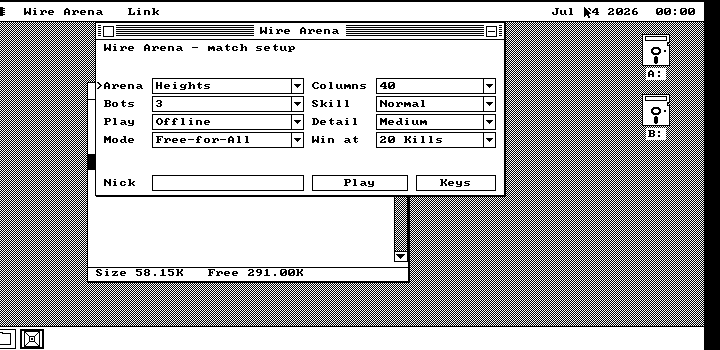 Wire Arena Link Jul 4 2026 00:00
Wire Arena
Wire Arena - match setup
>Arena Heights Columns 40
Bots 3 Skill Normal
Play Offline Detail Medium
Mode Free-for-All Win at 20 Kills
Nick Play Keys
Size 58.15K Free 291.00K
A:
B: